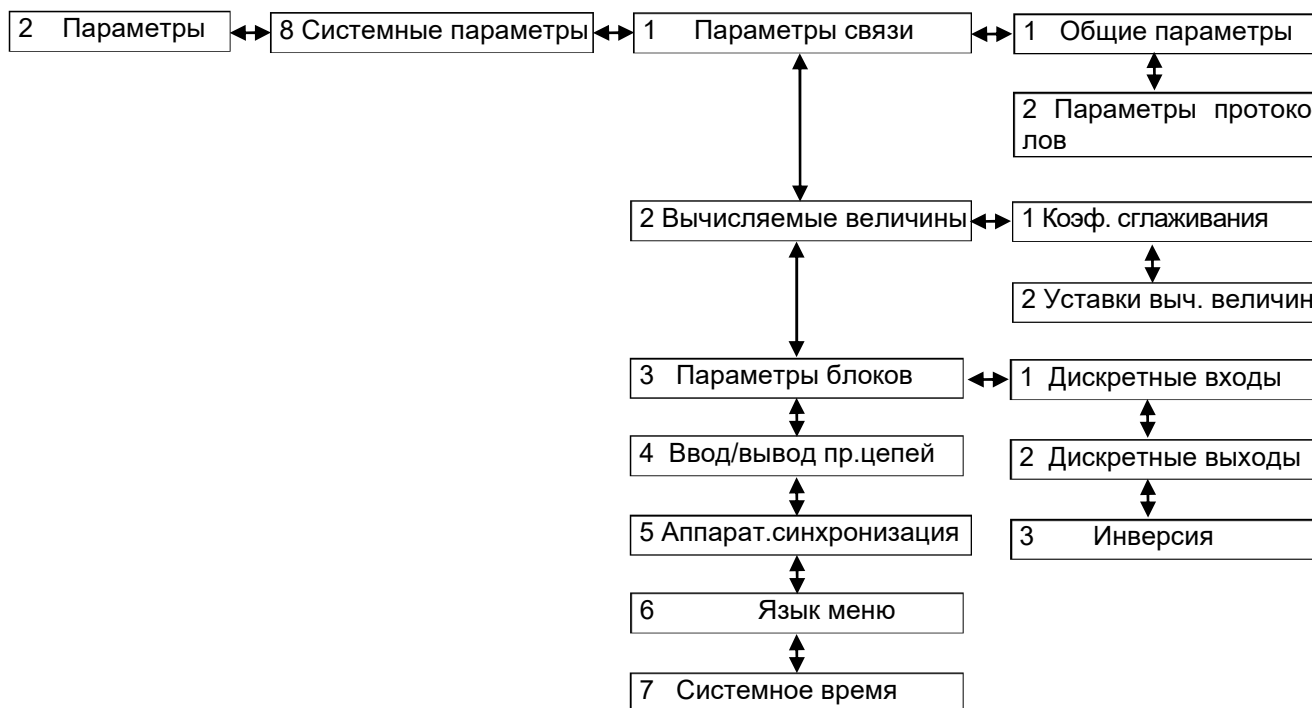 2 Параметры
8 Системные параметры
1 Параметры связи
1 Общие параметры
2 Параметры протоко
лов
2 Вычисляемые величины
1 Коэф. сглаживания
2 Уставки выч. величин
3 Параметры блоков
1 Дискретные входы
4 Ввод/вывод пр.цепей
2 Дискретные выходы
5 Аппарат.синхронизация
3 Инверсия
6 Язык меню
7 Системное время